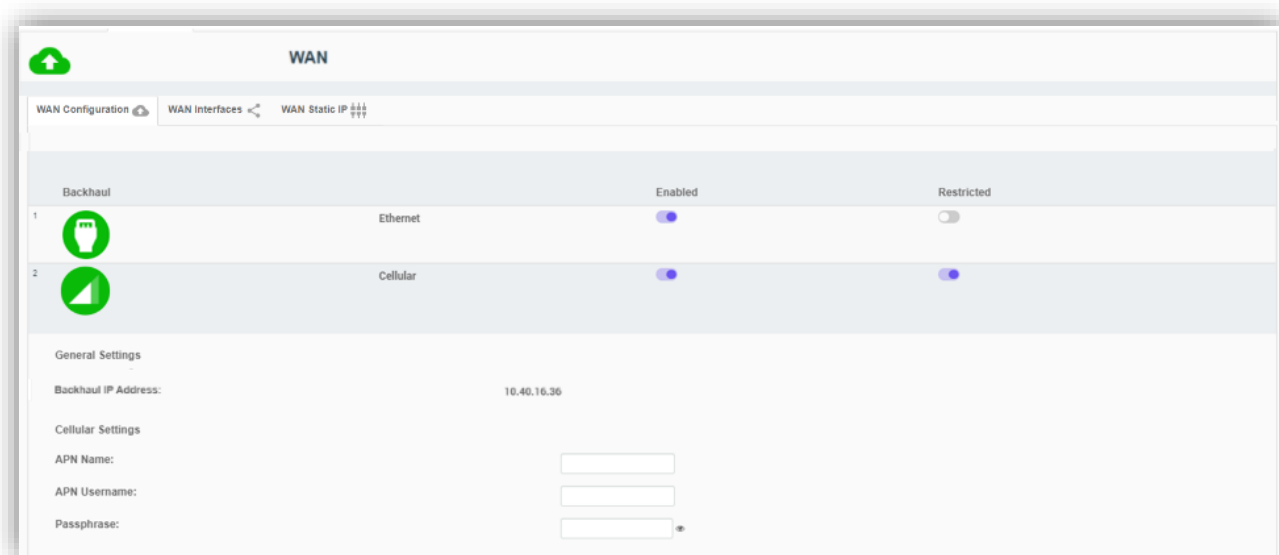 WAN
WAN Configuration WAN Interfaces WAN Static IP
Backhaul Enabled Restricted
1 Ethernet
2 Cellular
General Settings
Backhaul IP Address: 10.40.16.36
Cellular Settings
APN Name:
APN Username:
Passphrase: